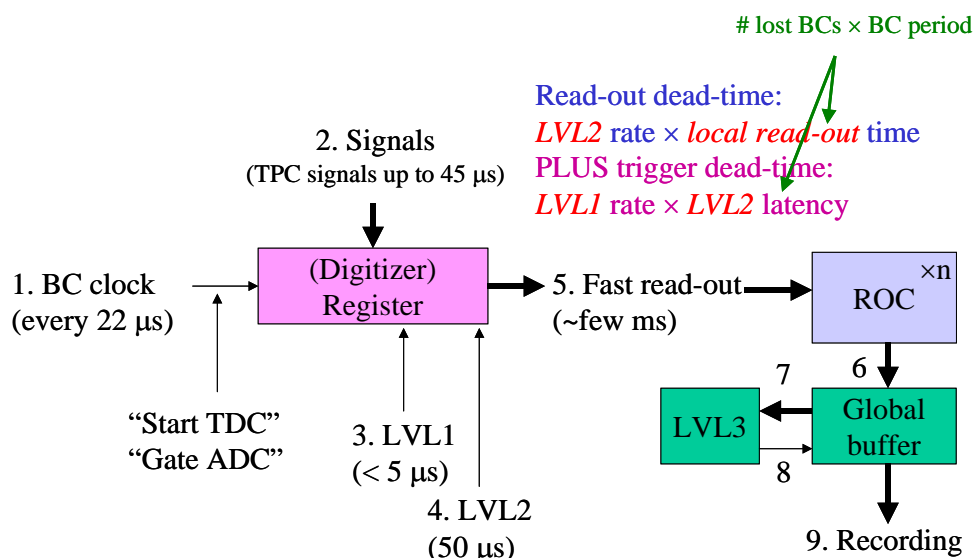 # lost BCs × BC period
Read-out dead-time:
LVL2 rate × local read-out time
PLUS trigger dead-time:
LVL1 rate × LVL2 latency
2. Signals
(TPC signals up to 45 μs)
1. BC clock
(every 22 μs)
(Digitizer)
Register
5. Fast read-out
(~few ms)
×n
ROC
6
7
"Start TDC"
"Gate ADC"
3. LVL1
(< 5 μs)
LVL3
Global
buffer
8
4. LVL2
(50 μs)
9. Recording